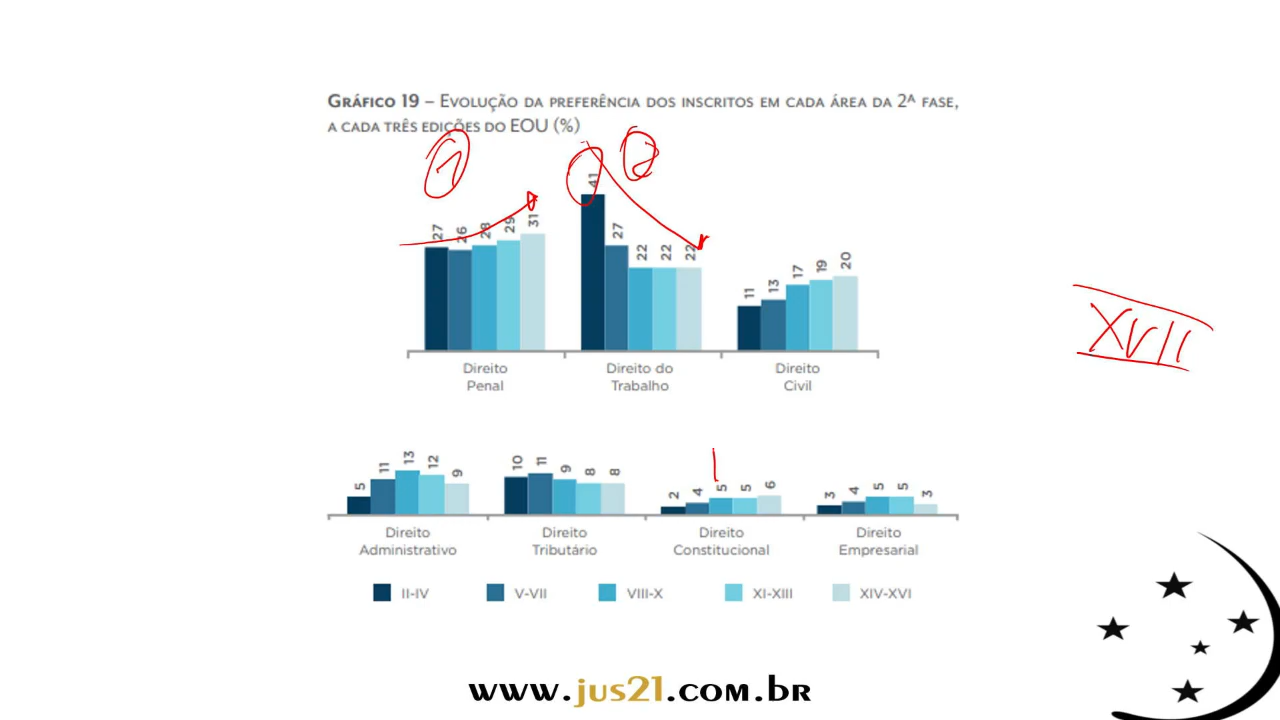 GRÁFICO 19 – EVOLUÇÃO DA PREFERÊNCIA DOS INSCRITOS EM CADA ÁREA DA 2ª FASE,
A CADA TRÊS EDIÇÕES DO EOU (%)
1
2
27 26 28 29 31
41 27 22 22 22
11 13 17 19 20
Direito
Penal
Direito do
Trabalho
Direito
Civil
XVII
5 11 13 12 9
10 11 9 8 8
2 4 5 5 6
3 4 5 5 3
Direito
Administrativo
Direito
Tributário
Direito
Constitucional
Direito
Empresarial
II-IV V-VII VIII-X XI-XIII XIV-XVI
www.jus21.com.br